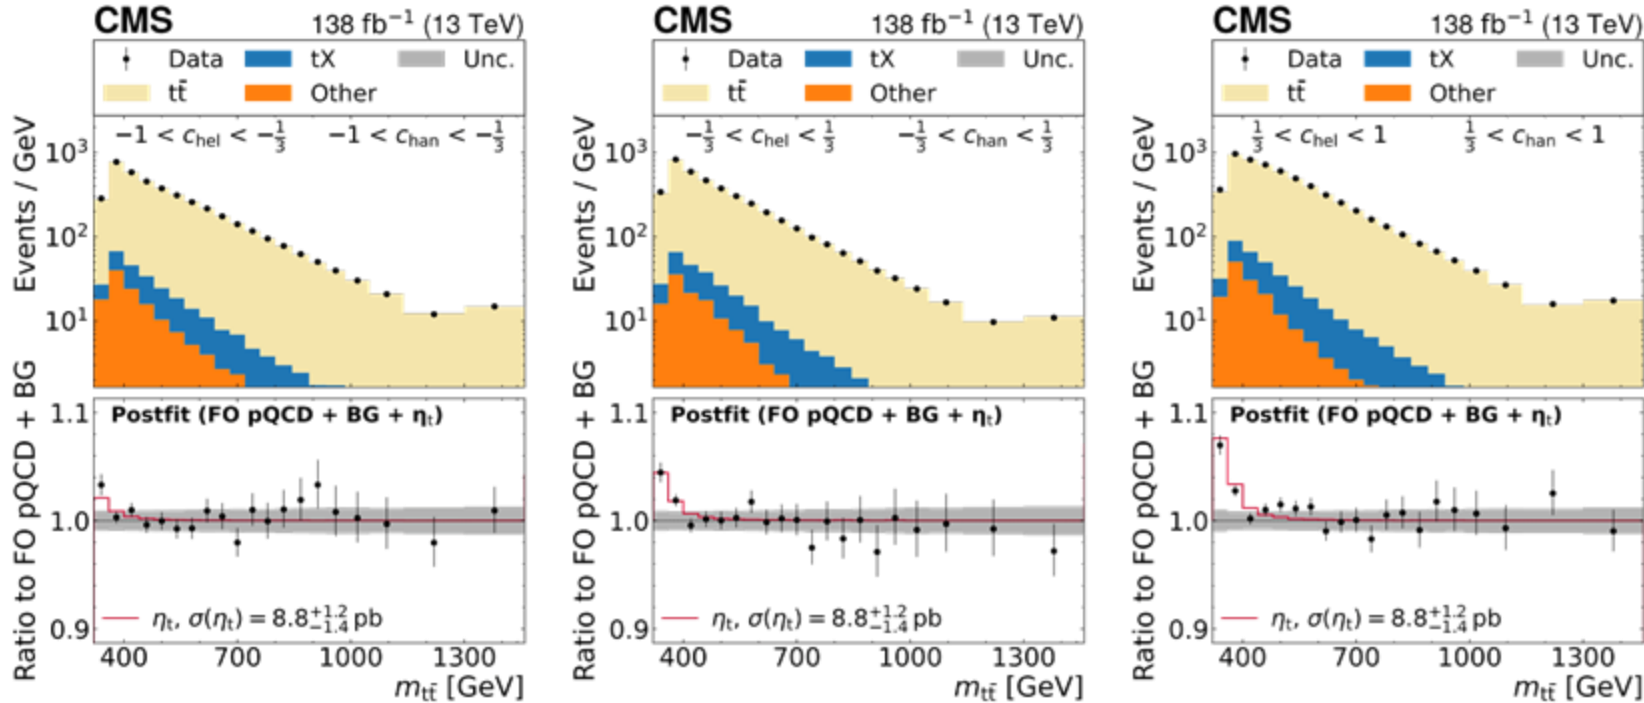 CMS 138 fb⁻¹ (13 TeV)
Data tX Unc.
tt̄ Other
−1 < c_hel < −1/3 −1 < c_han < −1/3
Events / GeV
10³
10²
10¹
Ratio to FO pQCD + BG
Postfit (FO pQCD + BG + η_t)
1.1
1.0
0.9
η_t, σ(η_t) = 8.8 +1.2 −1.4 pb
400 700 1000 1300
m_tt̄ [GeV]
CMS 138 fb⁻¹ (13 TeV)
Data tX Unc.
tt̄ Other
−1/3 < c_hel < 1/3 −1/3 < c_han < 1/3
Events / GeV
10³
10²
10¹
Ratio to FO pQCD + BG
Postfit (FO pQCD + BG + η_t)
1.1
1.0
0.9
η_t, σ(η_t) = 8.8 +1.2 −1.4 pb
400 700 1000 1300
m_tt̄ [GeV]
CMS 138 fb⁻¹ (13 TeV)
Data tX Unc.
tt̄ Other
1/3 < c_hel < 1 1/3 < c_han < 1
Events / GeV
10³
10²
10¹
Ratio to FO pQCD + BG
Postfit (FO pQCD + BG + η_t)
1.1
1.0
0.9
η_t, σ(η_t) = 8.8 +1.2 −1.4 pb
400 700 1000 1300
m_tt̄ [GeV]